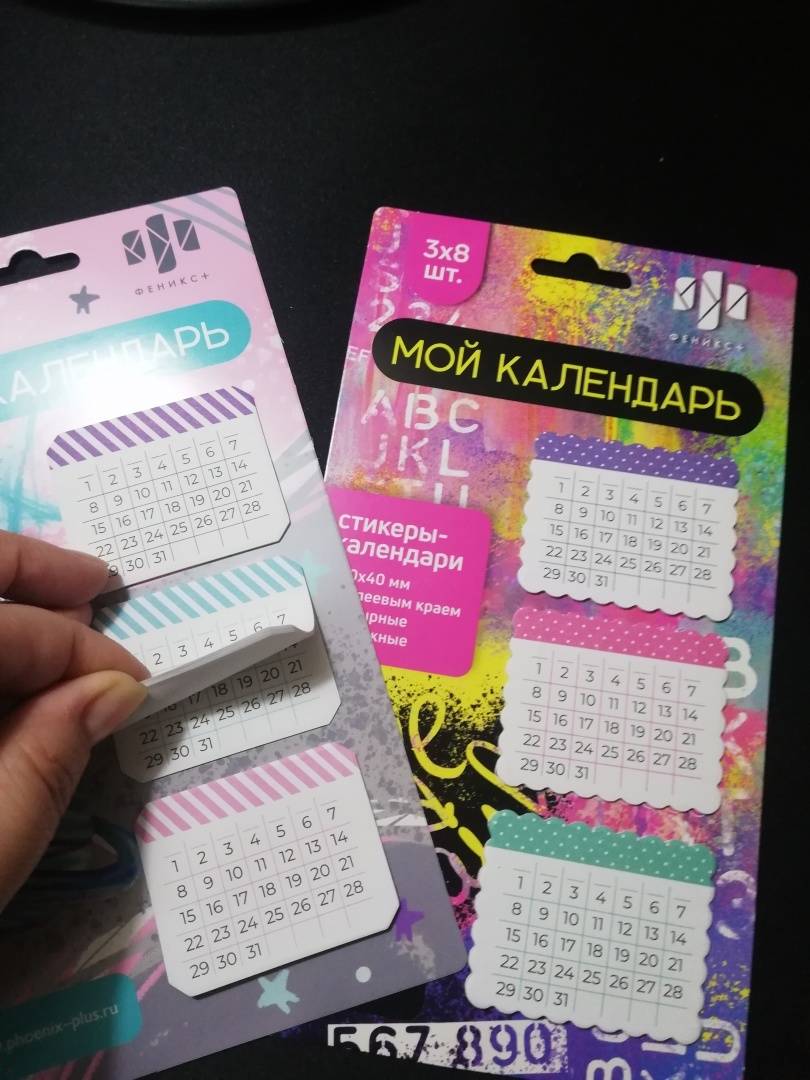 ФЕНИКС+
КАЛЕНДАРЬ
1 2 3 4 5 6 7
8 9 10 11 12 13 14
15 16 17 18 19 20 21
22 23 24 25 26 27 28
29 30 31
2 3 4 5 6 7
16 17 18 19 20 21
22 23 24 25 26 27 28
29 30 31
1 2 3 4 5 6 7
8 9 10 11 12 13 14
15 16 17 18 19 20 21
22 23 24 25 26 27 28
29 30 31
.phoenix-plus.ru
3х8
шт.
ФЕНИКС+
МОЙ КАЛЕНДАРЬ
ABC
JKL
стикеры-
календари
0х40 мм
клеевым краем
1 2 3 4 5 6 7
8 9 10 11 12 13 14
15 16 17 18 19 20 21
22 23 24 25 26 27 28
29 30 31
1 2 3 4 5 6 7
8 9 10 11 12 13 14
15 16 17 18 19 20 21
22 23 24 25 26 27 28
29 30 31
1 2 3 4 5 6 7
8 9 10 11 12 13 14
15 16 17 18 19 20 21
22 23 24 25 26 27 28
29 30 31
567 890